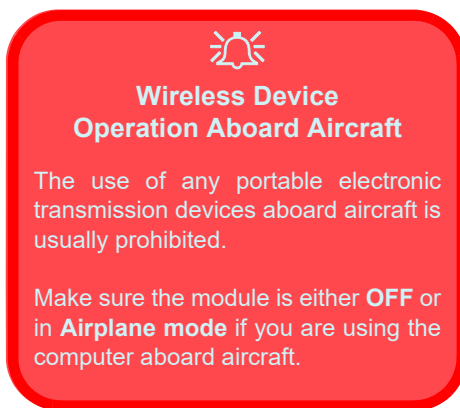 Wireless Device
Operation Aboard Aircraft
The use of any portable electronic
transmission devices aboard aircraft is
usually prohibited.
Make sure the module is either OFF or
in Airplane mode if you are using the
computer aboard aircraft.